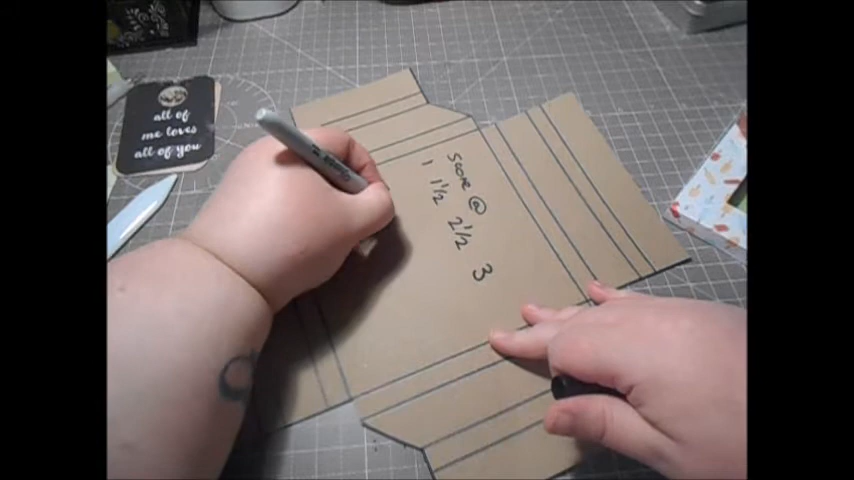 all of
me loves
all of you
Score @
1 1½ 2½ 3